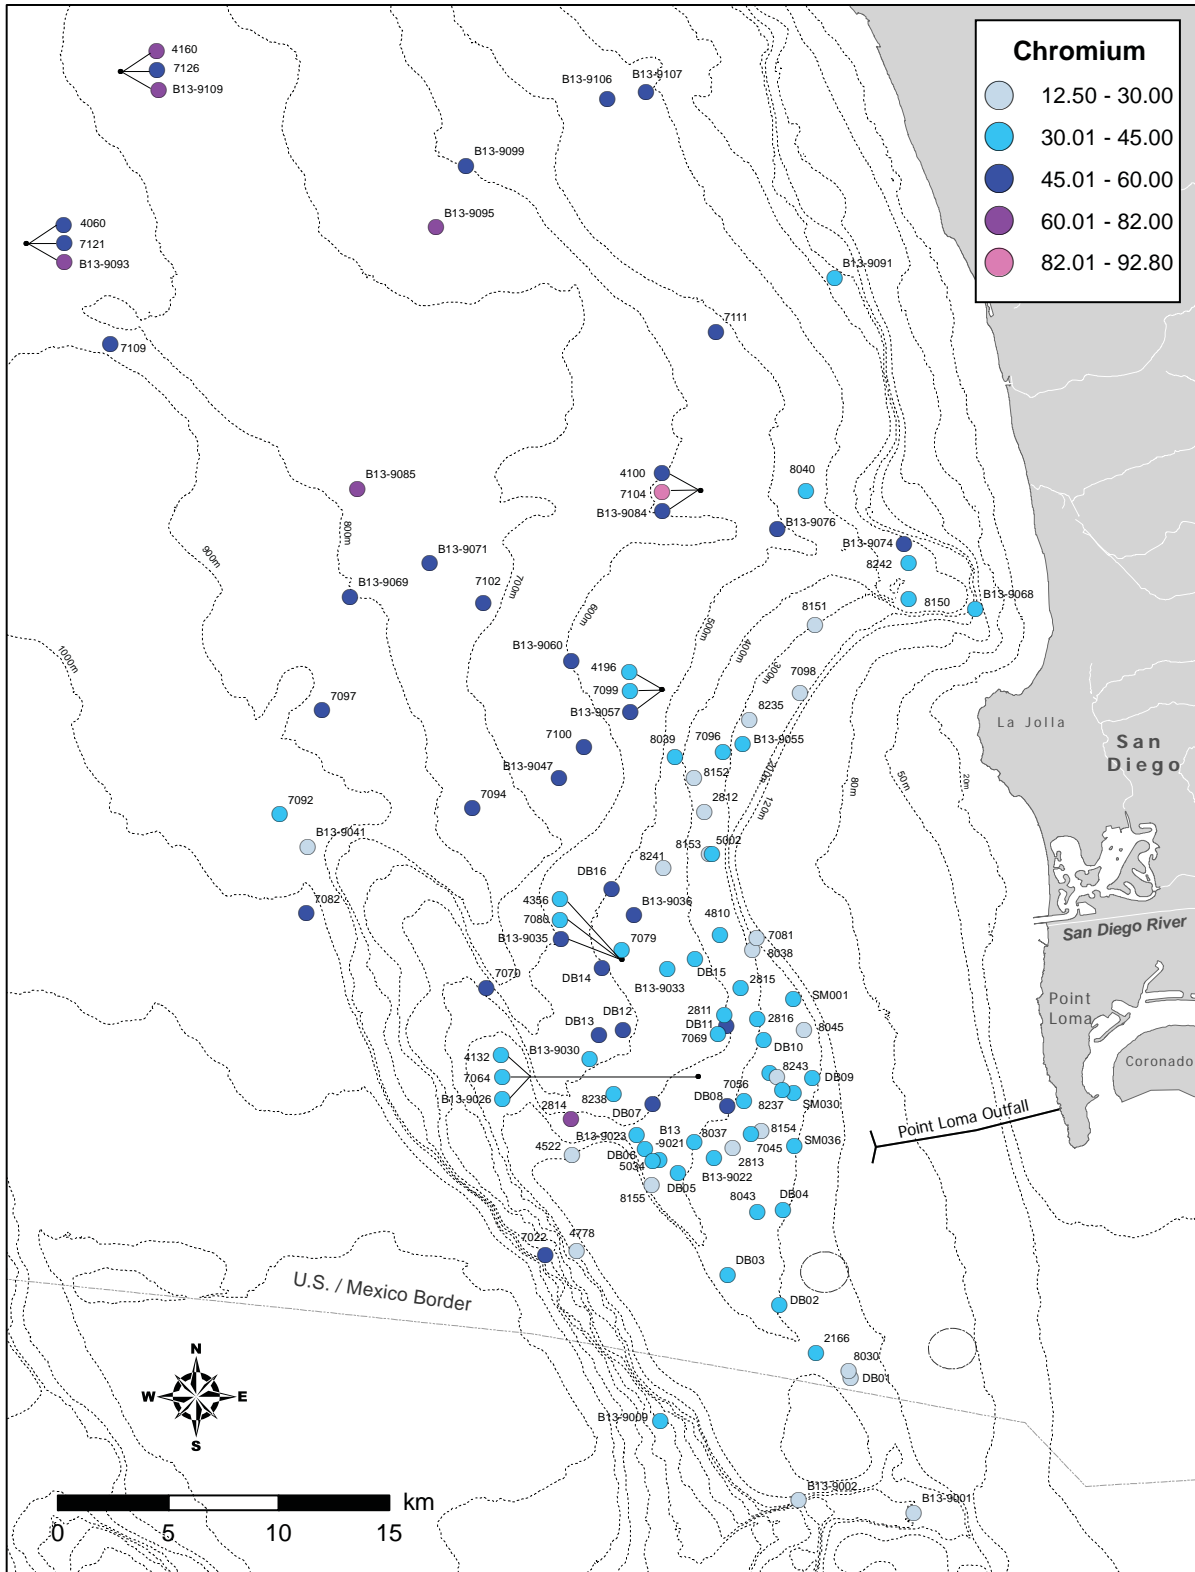 Chromium
12.50 - 30.00
30.01 - 45.00
45.01 - 60.00
60.01 - 82.00
82.01 - 92.80
4160
7126
B13-9109
B13-9106
B13-9107
B13-9099
B13-9095
4060
7121
B13-9093
B13-9091
7111
7109
B13-9085
4100
7104
B13-9084
8040
B13-9076
B13-9074
8242
8150
B13-9068
800m
900m
B13-9071
B13-9069
7102
700m
600m
500m
400m
300m
8151
1000m
B13-9060
4196
7099
B13-9057
7098
8235
7097
La Jolla
San
Diego
7100
8039
7096
B13-9055
B13-9047
8152
200m
80m
50m
20m
7094
2812
120m
7092
B13-9041
8153
5002
8241
DB16
4356
7080
B13-9035
B13-9036
7082
4810
7081
8038
San Diego River
7079
DB14
B13-9033
DB15
7070
2815
SM001
Point
Loma
2811
DB11
7069
2816
8045
DB12
DB13
DB10
Coronado
4132
7064
B13-9026
B13-9030
8243
DB09
7056
8238
DB07
DB08
8237
SM030
2814
Point Loma Outfall
B13-9023
B13
-9021
8037
8154
7045
SM036
4522
DB06
5034
2813
B13-9022
8155
DB05
8043
DB04
7022
4778
DB03
U.S. / Mexico Border
DB02
2166
8030
DB01
N
W
E
S
B13-9009
B13-9002
B13-9001
km
0
5
10
15